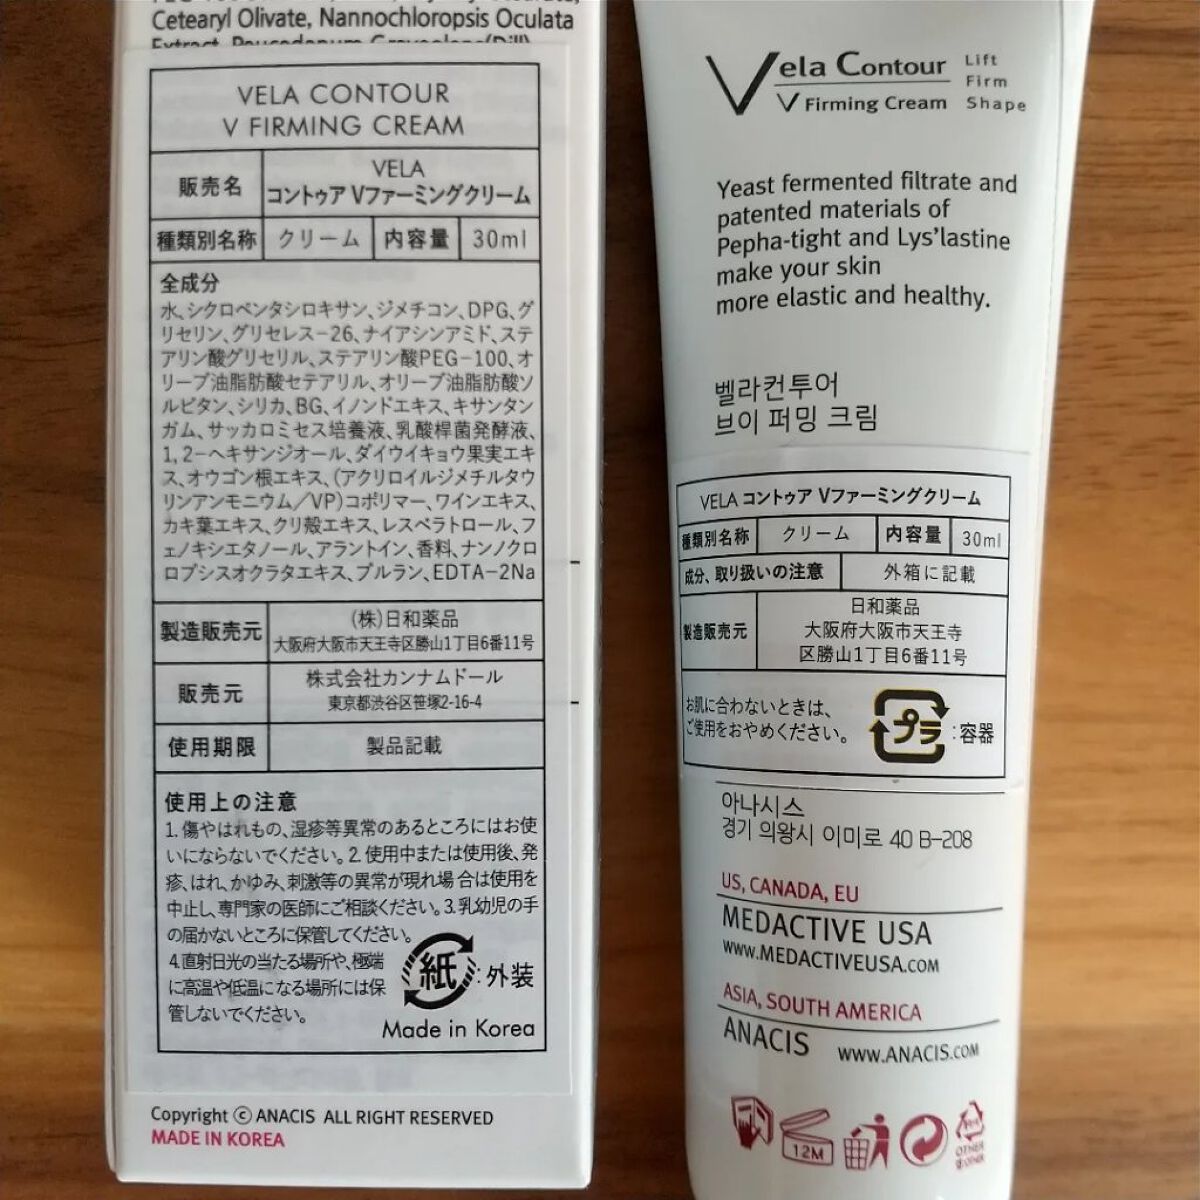 Cetearyl Olivate, Nannochloropsis Oculata
VELA CONTOUR
V FIRMING CREAM
販売名
VELA
コントゥア Vファーミングクリーム
種類別名称 クリーム 内容量 30ml
全成分
水、シクロペンタシロキサン、ジメチコン、DPG、グ
リセリン、グリセレス-26、ナイアシンアミド、ステ
アリン酸グリセリル、ステアリン酸PEG-100、オ
リーブ油脂肪酸セテアリル、オリーブ油脂肪酸ソ
ルビタン、シリカ、BG、イノンドエキス、キサンタン
ガム、サッカロミセス培養液、乳酸桿菌発酵液、
1,2-ヘキサンジオール、ダイウイキョウ果実エキ
ス、オウゴン根エキス、(アクリロイルジメチルタウ
リンアンモニウム/VP)コポリマー、ワインエキス、
カキ葉エキス、クリ殻エキス、レスベラトロール、フ
ェノキシエタノール、アラントイン、香料、ナンノクロ
ロプシスオクラタエキス、プルラン、EDTA-2Na
製造販売元
(株)日和薬品
大阪府大阪市天王寺区勝山1丁目6番11号
販売元
株式会社カンナムドール
東京都渋谷区笹塚2-16-4
使用期限 製品記載
使用上の注意
1. 傷やはれもの、湿疹等異常のあるところにはお使
いにならないでください。2. 使用中または使用後、発
疹、はれ、かゆみ、刺激等の異常が現れ場 合は使用を
中止し、専門家の医師にご相談ください。3. 乳幼児の手
の届かないところに保管してください。
4. 直射日光の当たる場所や、極端
に高温や低温になる場所には保
管しないでください。
紙 :外装
Made in Korea
Copyright © ANACIS ALL RIGHT RESERVED
MADE IN KOREA
Vela Contour
V Firming Cream
Lift
Firm
Shape
Yeast fermented filtrate and
patented materials of
Pepha-tight and Lys'lastine
make your skin
more elastic and healthy.
벨라컨투어
브이 퍼밍 크림
VELA コントゥア Vファーミングクリーム
種類別名称 クリーム 内容量 30ml
成分、取り扱いの注意 外箱に記載
製造販売元
日和薬品
大阪府大阪市天王寺
区勝山1丁目6番11号
お肌に合わないときは、
ご使用をおやめください。
プラ :容器
아나시스
경기 의왕시 이미로 40 B-208
US, CANADA, EU
MEDACTIVE USA
WWW.MEDACTIVEUSA.COM
ASIA, SOUTH AMERICA
ANACIS WWW.ANACIS.COM
12M
OTHER